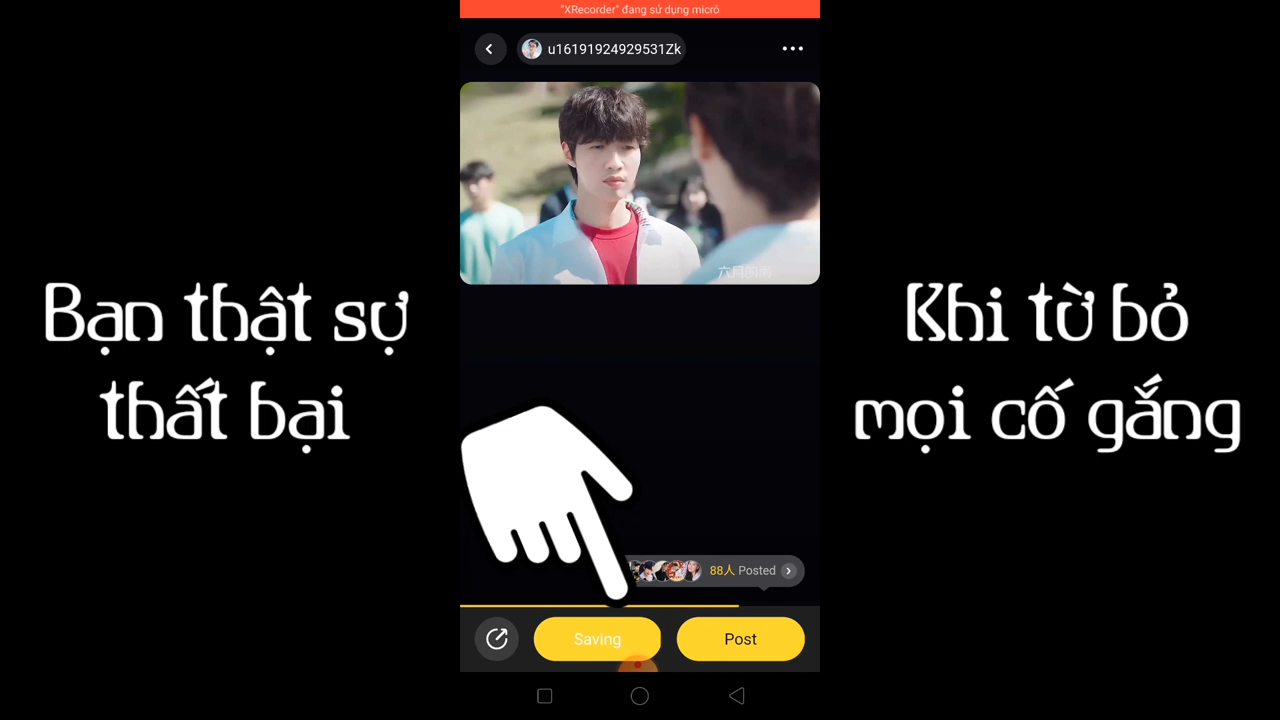 "XRecorder" đang sử dụng micrô
u16191924929531Zk
Bạn thật sự
thất bại
Khi từ bỏ
mọi cố gắng
88人 Posted
Saving
Post